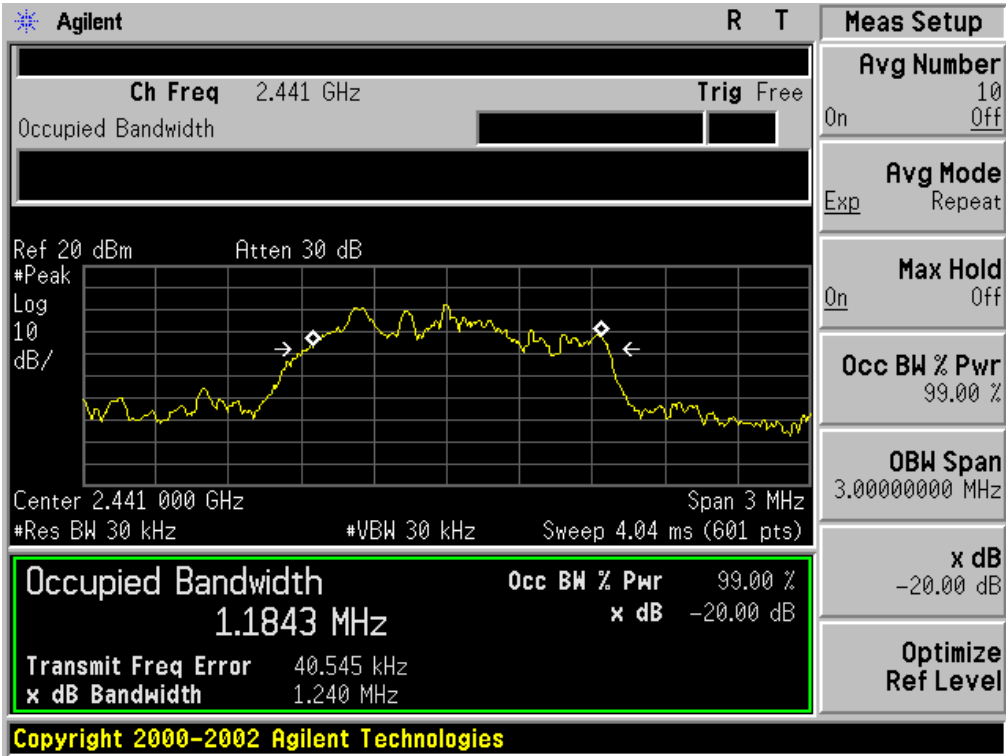 Agilent R T
Ch Freq 2.441 GHz Trig Free
Occupied Bandwidth
Ref 20 dBm Atten 30 dB
#Peak
Log
10
dB/
Center 2.441 000 GHz Span 3 MHz
#Res BW 30 kHz #VBW 30 kHz Sweep 4.04 ms (601 pts)
Occupied Bandwidth
1.1843 MHz
Occ BW % Pwr 99.00 %
x dB -20.00 dB
Transmit Freq Error 40.545 kHz
x dB Bandwidth 1.240 MHz
Copyright 2000-2002 Agilent Technologies
Meas Setup
Avg Number
10
On Off
Avg Mode
Exp Repeat
Max Hold
On Off
Occ BW % Pwr
99.00 %
OBW Span
3.00000000 MHz
x dB
-20.00 dB
Optimize
Ref Level